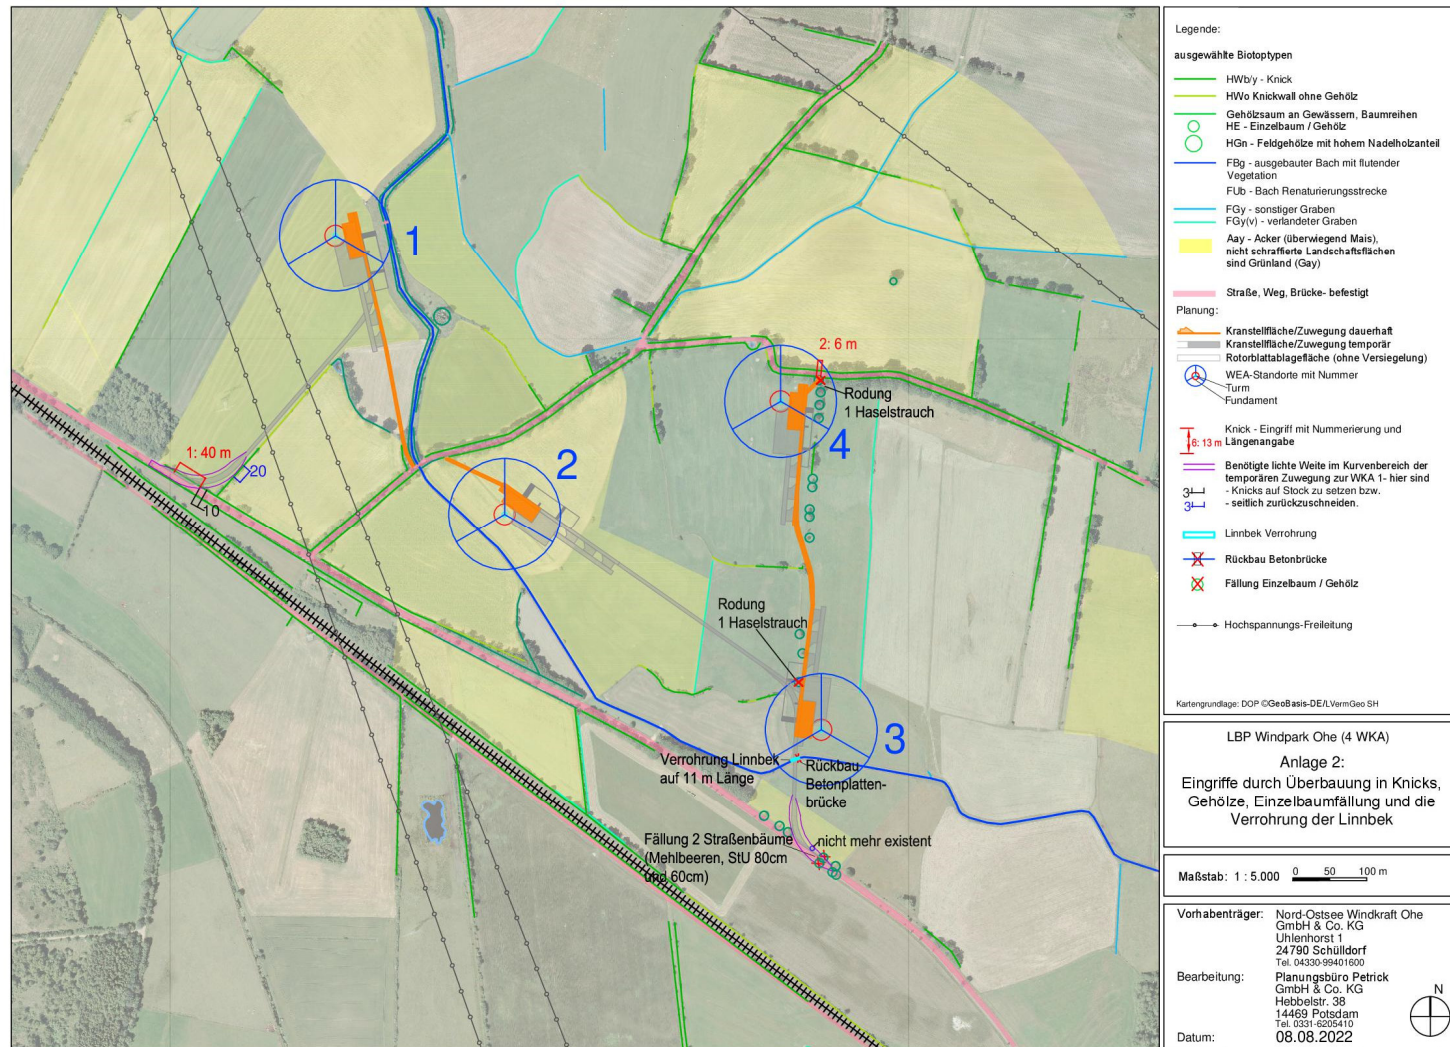 1
2
4
3
1: 40 m
20
10
2: 6 m
Rodung
1 Haselstrauch
Rodung
1 Haselstrauch
Verrohrung Linnbek
auf 11 m Länge
Rückbau
Betonplatten-
brücke
Fällung 2 Straßenbäume
(Mehlbeeren, StU 80cm
und 60cm)
nicht mehr existent
Legende:
ausgewählte Biotoptypen
HWb/y - Knick
HWo Knickwall ohne Gehölz
Gehölzsaum an Gewässern, Baumreihen
HE - Einzelbaum / Gehölz
HGn - Feldgehölze mit hohem Nadelholzanteil
FBg - ausgebauter Bach mit flutender
Vegetation
FUb - Bach Renaturierungsstrecke
FGy - sonstiger Graben
FGy(v) - verlandeter Graben
Aay - Acker (überwiegend Mais),
nicht schraffierte Landschaftsflächen
sind Grünland (Gay)
Straße, Weg, Brücke- befestigt
Planung:
Kranstellfläche/Zuwegung dauerhaft
Kranstellfläche/Zuwegung temporär
Rotorblattablagefläche (ohne Versiegelung)
WEA-Standorte mit Nummer
Turm
Fundament
6: 13 m
Knick - Eingriff mit Nummerierung und
Längenangabe
Benötigte lichte Weite im Kurvenbereich der
temporären Zuwegung zur WKA 1- hier sind
3 - Knicks auf Stock zu setzen bzw.
3 - seitlich zurückzuschneiden.
Linnbek Verrohrung
Rückbau Betonbrücke
Fällung Einzelbaum / Gehölz
Hochspannungs-Freileitung
Kartengrundlage: DOP ©GeoBasis-DE/LVermGeo SH
LBP Windpark Ohe (4 WKA)
Anlage 2:
Eingriffe durch Überbauung in Knicks,
Gehölze, Einzelbaumfällung und die
Verrohrung der Linnbek
Maßstab: 1 : 5.000 0 50 100 m
Vorhabenträger: Nord-Ostsee Windkraft Ohe
GmbH & Co. KG
Uhlenhorst 1
24790 Schülldorf
Tel. 04330-99401600
Bearbeitung: Planungsbüro Petrick
GmbH & Co. KG
Hebbelstr. 38
14469 Potsdam
Tel. 0331-6205410
Datum: 08.08.2022
N